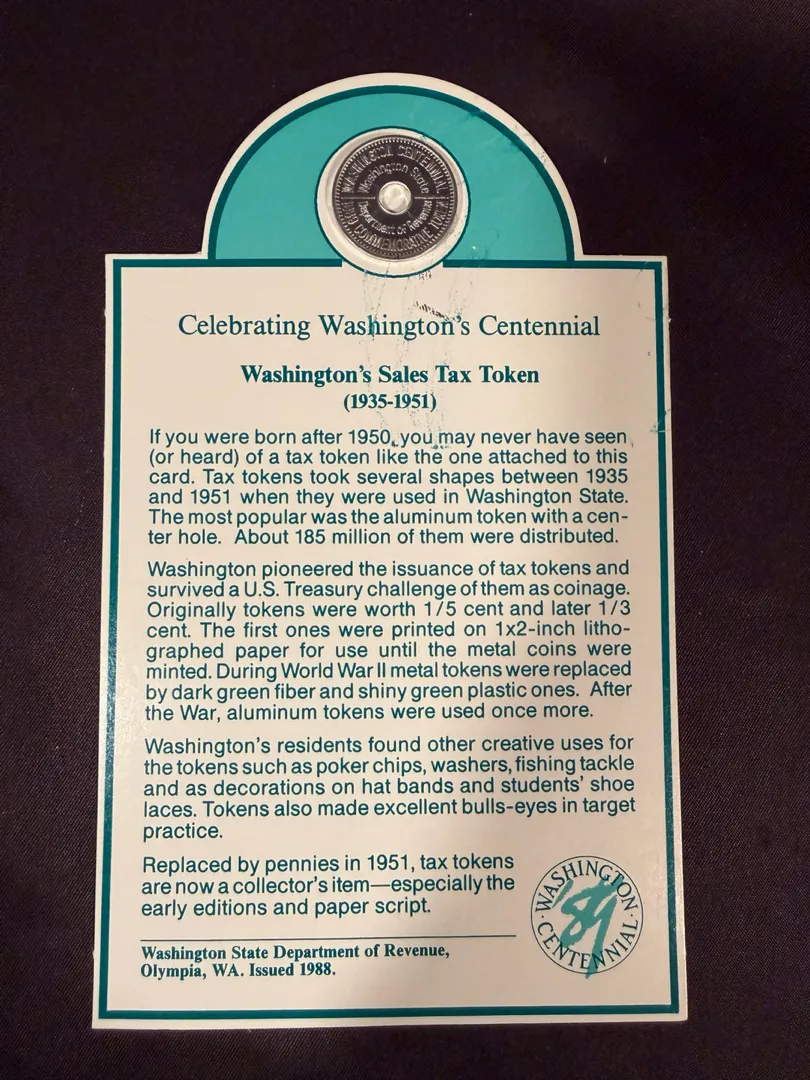 WASHINGTON CENTENNIAL
Washington State
Department of Revenue
1989 COMMEMORATIVE TOKEN
Celebrating Washington's Centennial
Washington's Sales Tax Token
(1935-1951)
If you were born after 1950, you may never have seen
(or heard) of a tax token like the one attached to this
card. Tax tokens took several shapes between 1935
and 1951 when they were used in Washington State.
The most popular was the aluminum token with a cen-
ter hole. About 185 million of them were distributed.
Washington pioneered the issuance of tax tokens and
survived a U.S. Treasury challenge of them as coinage.
Originally tokens were worth 1/5 cent and later 1/3
cent. The first ones were printed on 1x2-inch litho-
graphed paper for use until the metal coins were
minted. During World War II metal tokens were replaced
by dark green fiber and shiny green plastic ones. After
the War, aluminum tokens were used once more.
Washington's residents found other creative uses for
the tokens such as poker chips, washers, fishing tackle
and as decorations on hat bands and students' shoe
laces. Tokens also made excellent bulls-eyes in target
practice.
Replaced by pennies in 1951, tax tokens
are now a collector's item—especially the
early editions and paper script.
Washington State Department of Revenue,
Olympia, WA. Issued 1988.
WASHINGTON
'89
CENTENNIAL